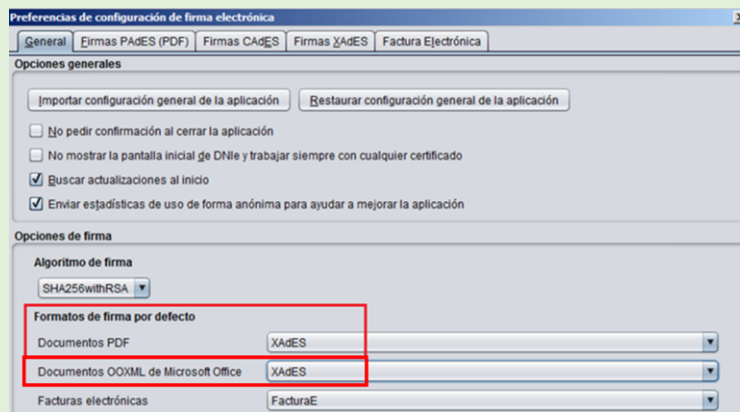 Preferencias de configuración de firma electrónica
General Firmas PAdES (PDF) Firmas CAdES Firmas XAdES Factura Electrónica
Opciones generales
Importar configuración general de la aplicación Restaurar configuración general de la aplicación
No pedir confirmación al cerrar la aplicación
No mostrar la pantalla inicial de DNIe y trabajar siempre con cualquier certificado
Buscar actualizaciones al inicio
Enviar estadísticas de uso de forma anónima para ayudar a mejorar la aplicación
Opciones de firma
Algoritmo de firma
SHA256withRSA
Formatos de firma por defecto
Documentos PDF XAdES
Documentos OOXML de Microsoft Office XAdES
Facturas electrónicas FacturaE